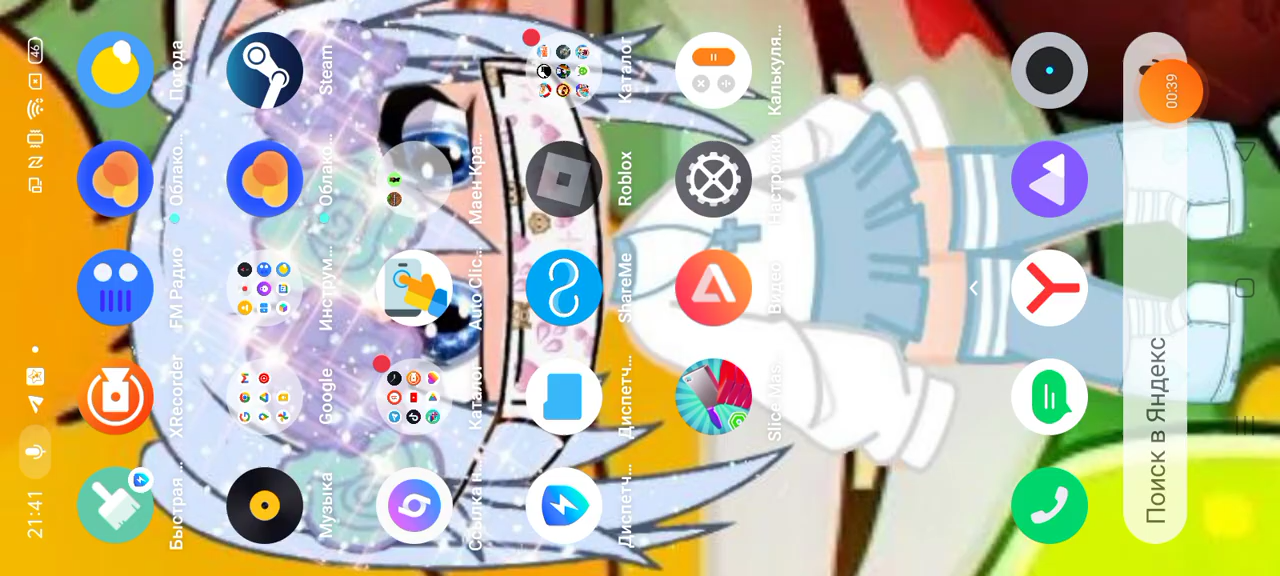 21:41
46
Быстрая ...
XRecorder
FM Радио
Облако...
Погода
Музыка
Google
Инструм...
Облако...
Steam
Ссылка н...
Каталог
Auto Clic...
Маен Кра...
Диспетч...
Диспетч...
ShareMe
Roblox
Каталог
Slice Mas...
Видео
Настройки
Калькуля...
Поиск в Яндекс
00:39